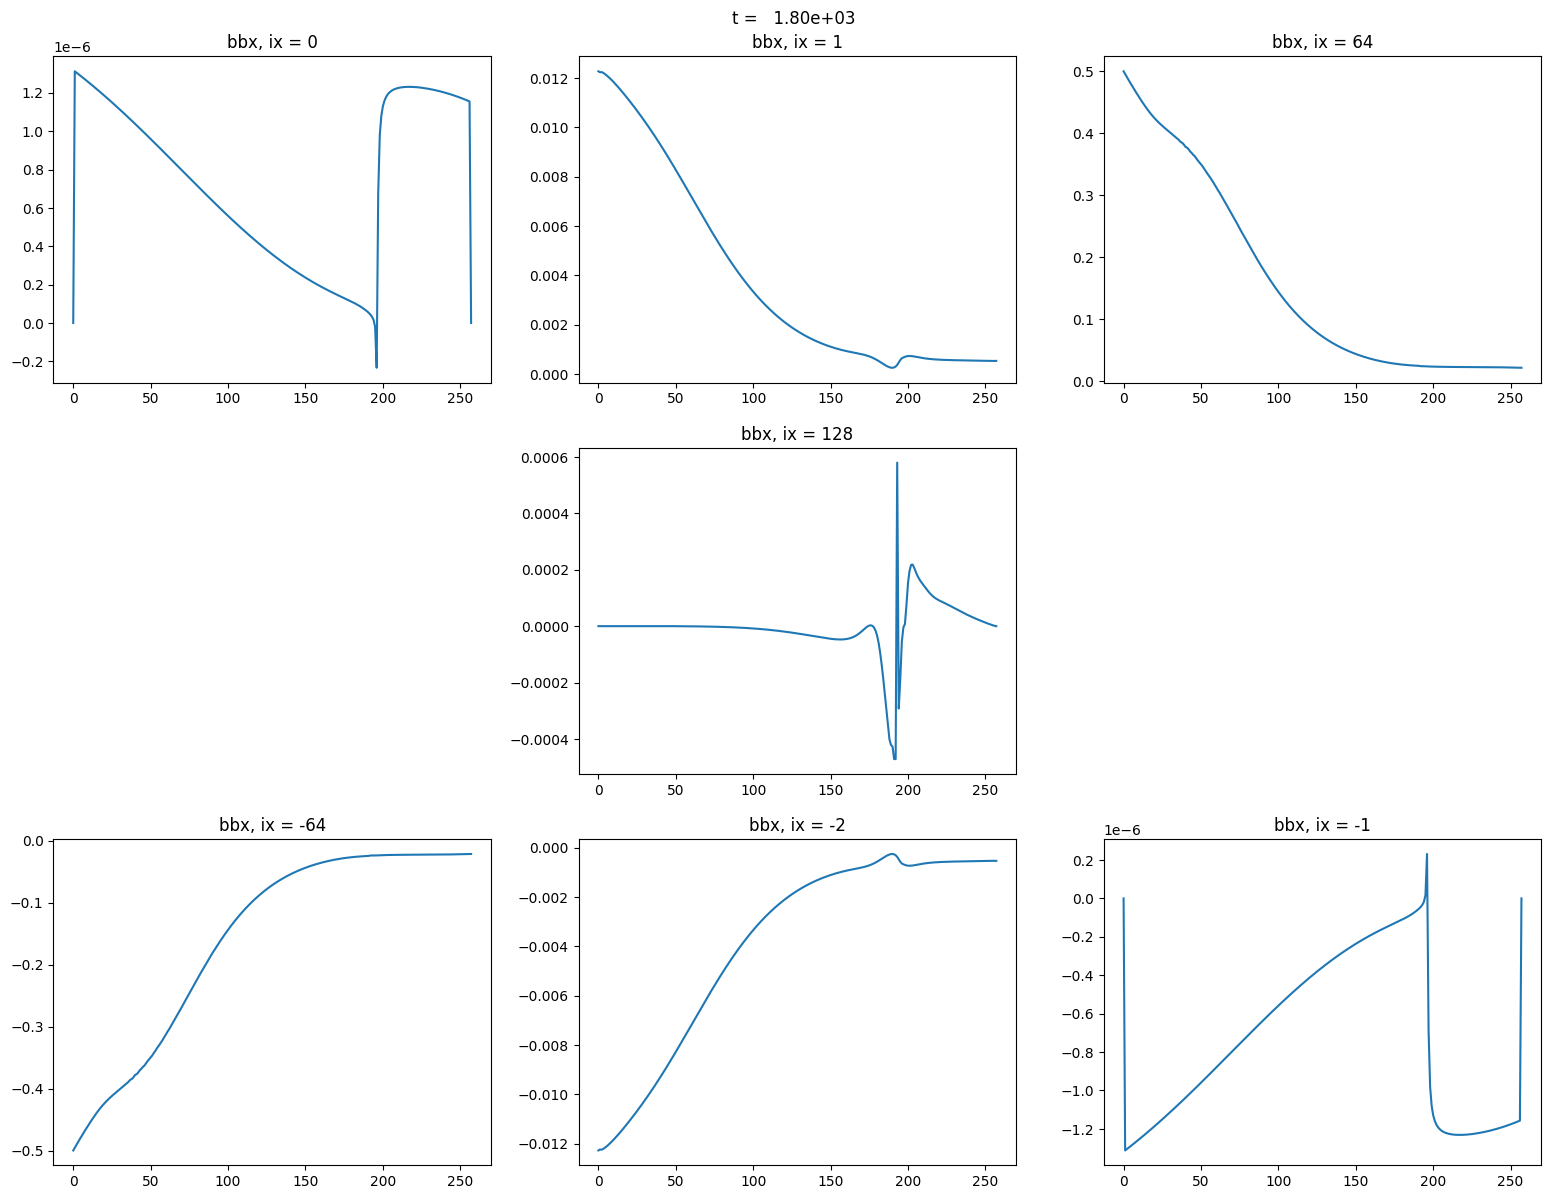 t =   1.80e+03
bbx, ix = 0
bbx, ix = 1
bbx, ix = 64
1e−6
1.2
1.0
0.8
0.6
0.4
0.2
0.0
−0.2
0 50 100 150 200 250
0.012
0.010
0.008
0.006
0.004
0.002
0.000
0 50 100 150 200 250
0.5
0.4
0.3
0.2
0.1
0.0
0 50 100 150 200 250
bbx, ix = 128
0.0006
0.0004
0.0002
0.0000
−0.0002
−0.0004
0 50 100 150 200 250
bbx, ix = -64
0.0
−0.1
−0.2
−0.3
−0.4
−0.5
0 50 100 150 200 250
bbx, ix = -2
0.000
−0.002
−0.004
−0.006
−0.008
−0.010
−0.012
0 50 100 150 200 250
bbx, ix = -1
1e−6
0.2
0.0
−0.2
−0.4
−0.6
−0.8
−1.0
−1.2
0 50 100 150 200 250